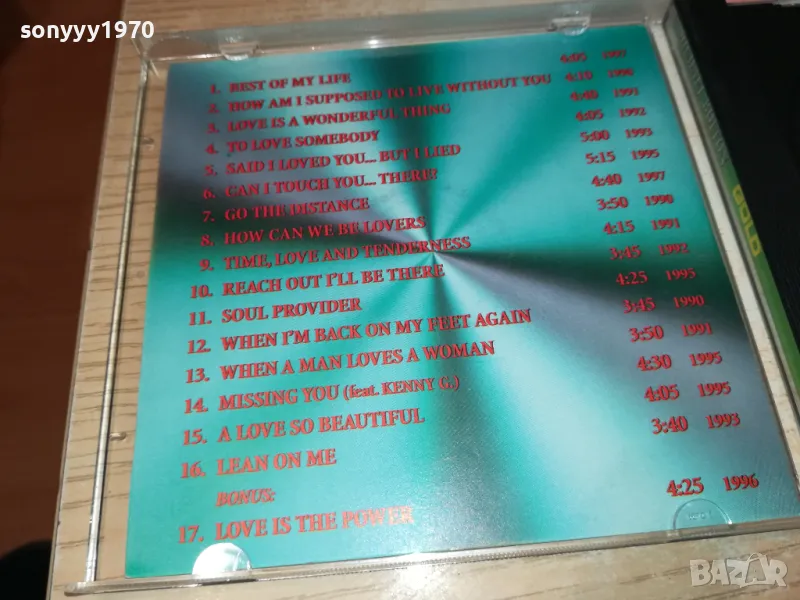 sonyyy1970
1. BEST OF MY LIFE 4:05 1997
2. HOW AM I SUPPOSED TO LIVE WITHOUT YOU 4:10 1990
3. LOVE IS A WONDERFUL THING 4:40 1991
4. TO LOVE SOMEBODY 4:05 1992
5. SAID I LOVED YOU... BUT I LIED 5:00 1993
6. CAN I TOUCH YOU... THERE? 5:15 1995
7. GO THE DISTANCE 4:40 1997
8. HOW CAN WE BE LOVERS 3:50 1990
9. TIME, LOVE AND TENDERNESS 4:15 1991
10. REACH OUT I'LL BE THERE 3:45 1992
11. SOUL PROVIDER 4:25 1995
12. WHEN I'M BACK ON MY FEET AGAIN 3:45 1990
13. WHEN A MAN LOVES A WOMAN 3:50 1991
14. MISSING YOU (feat. KENNY G.) 4:30 1995
15. A LOVE SO BEAUTIFUL 4:05 1995
16. LEAN ON ME 3:40 1993
BONUS:
17. LOVE IS THE POWER 4:25 1996
GOLD
BAZAR